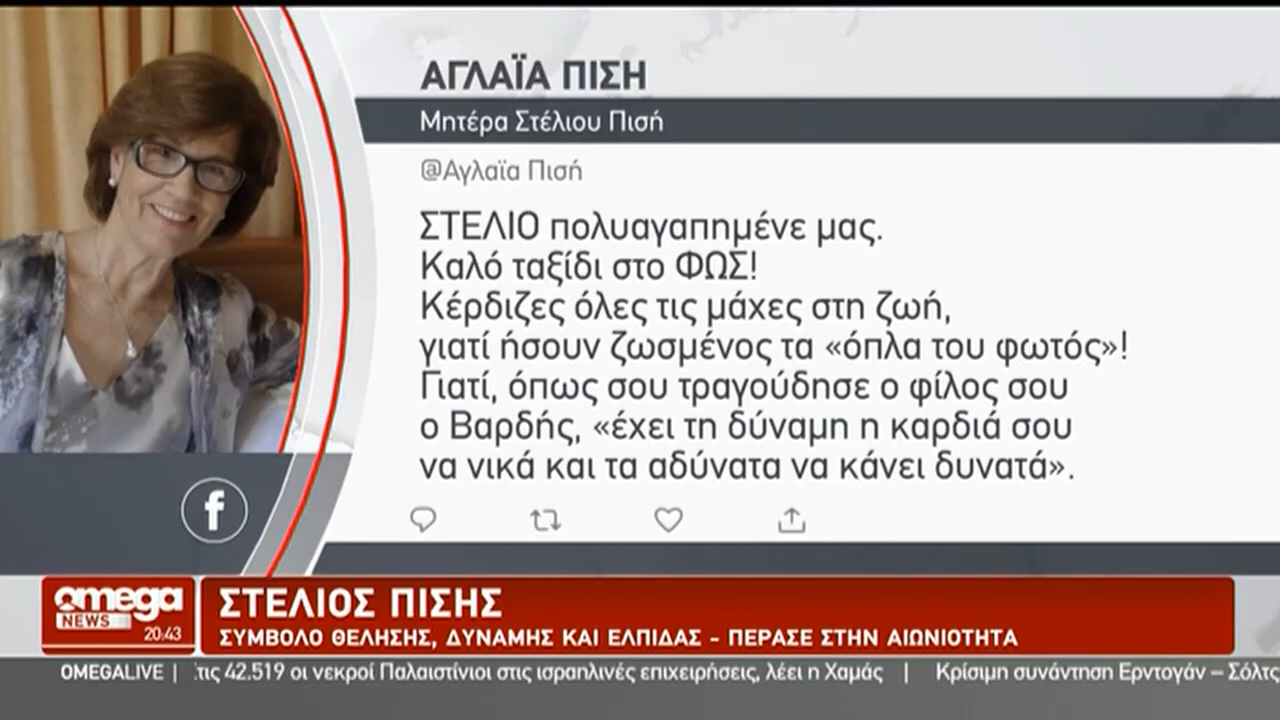 ΑΓΛΑΪΑ ΠΙΣΗ
Μητέρα Στέλιου Πισή
@Αγλαϊα Πισή
ΣΤΕΛΙΟ πολυαγαπημένε μας.
Καλό ταξίδι στο ΦΩΣ!
Κέρδιζες όλες τις μάχες στη ζωή,
γιατί ήσουν ζωσμένος τα «όπλα του φωτός»!
Γιατί, όπως σου τραγούδησε ο φίλος σου
ο Βαρδής, «έχει τη δύναμη η καρδιά σου
να νικά και τα αδύνατα να κάνει δυνατά».
f
omega
NEWS
20:43
ΣΤΕΛΙΟΣ ΠΙΣΗΣ
ΣΥΜΒΟΛΟ ΘΕΛΗΣΗΣ, ΔΥΝΑΜΗΣ ΚΑΙ ΕΛΠΙΔΑΣ - ΠΕΡΑΣΕ ΣΤΗΝ ΑΙΩΝΙΟΤΗΤΑ
OMEGALIVE | τις 42.519 οι νεκροί Παλαιστίνιοι στις ισραηλινές επιχειρήσεις, λέει η Χαμάς | Κρίσιμη συνάντηση Ερντογάν – Σόλτς